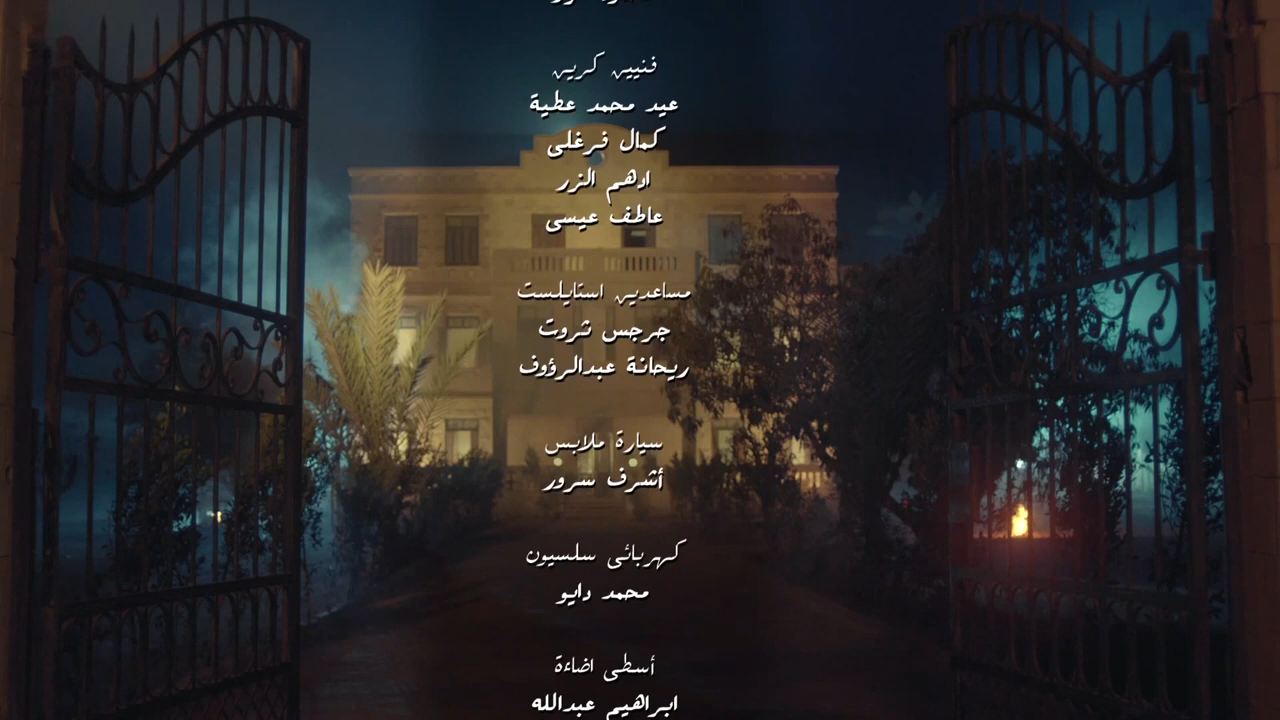 فنيين كرين
عيد محمد عطية
كمال فرغلى
ادهم الزر
عاطف عيسى
مساعدين استايلست
جرجس ثروت
ريحانة عبدالرؤوف
سيارة ملابس
أشرف سرور
كهربائى سلسيون
محمد دايو
أسطى اضاءة
ابراهيم عبدالله